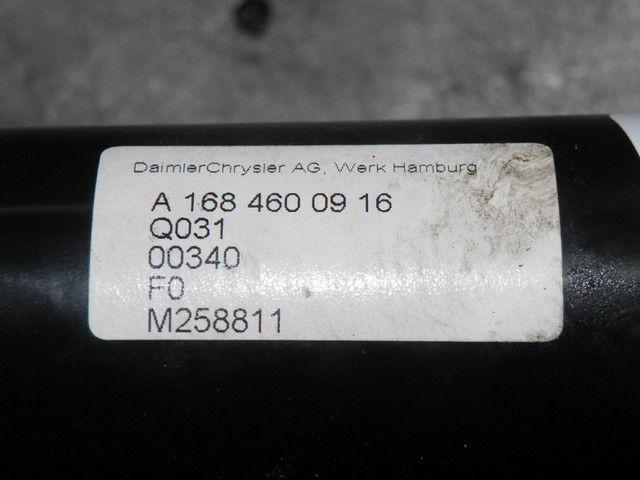 DaimlerChrysler AG, Werk Hamburg
A 168 460 09 16
Q031
00340
F0
M258811